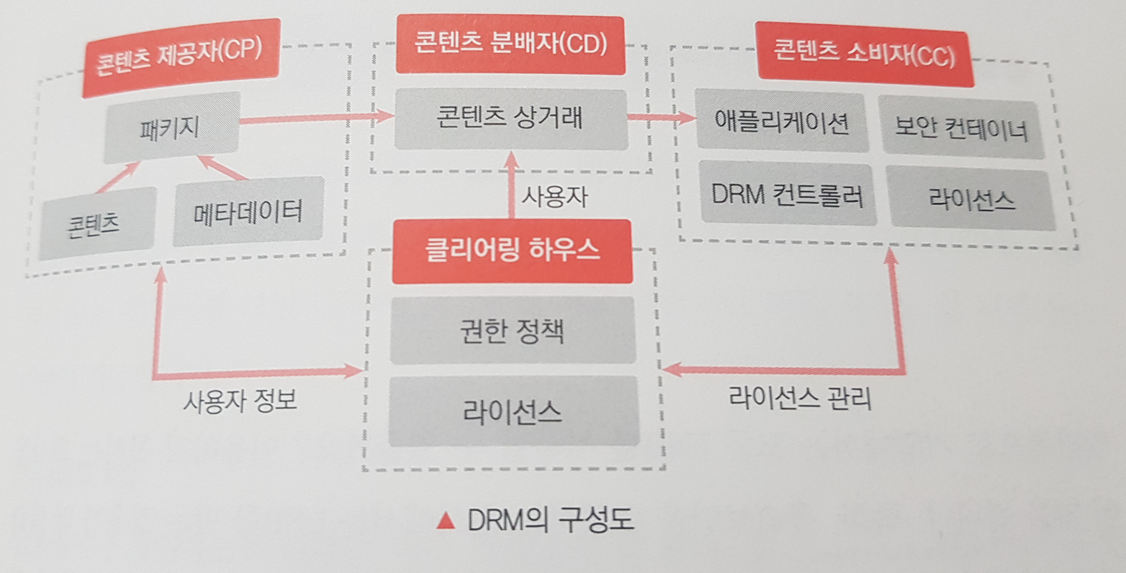 콘텐츠 제공자(CP)
패키지
콘텐츠
메타데이터
콘텐츠 분배자(CD)
콘텐츠 상거래
콘텐츠 소비자(CC)
애플리케이션
보안 컨테이너
DRM 컨트롤러
라이선스
사용자
클리어링 하우스
권한 정책
라이선스
사용자 정보
라이선스 관리
▲ DRM의 구성도